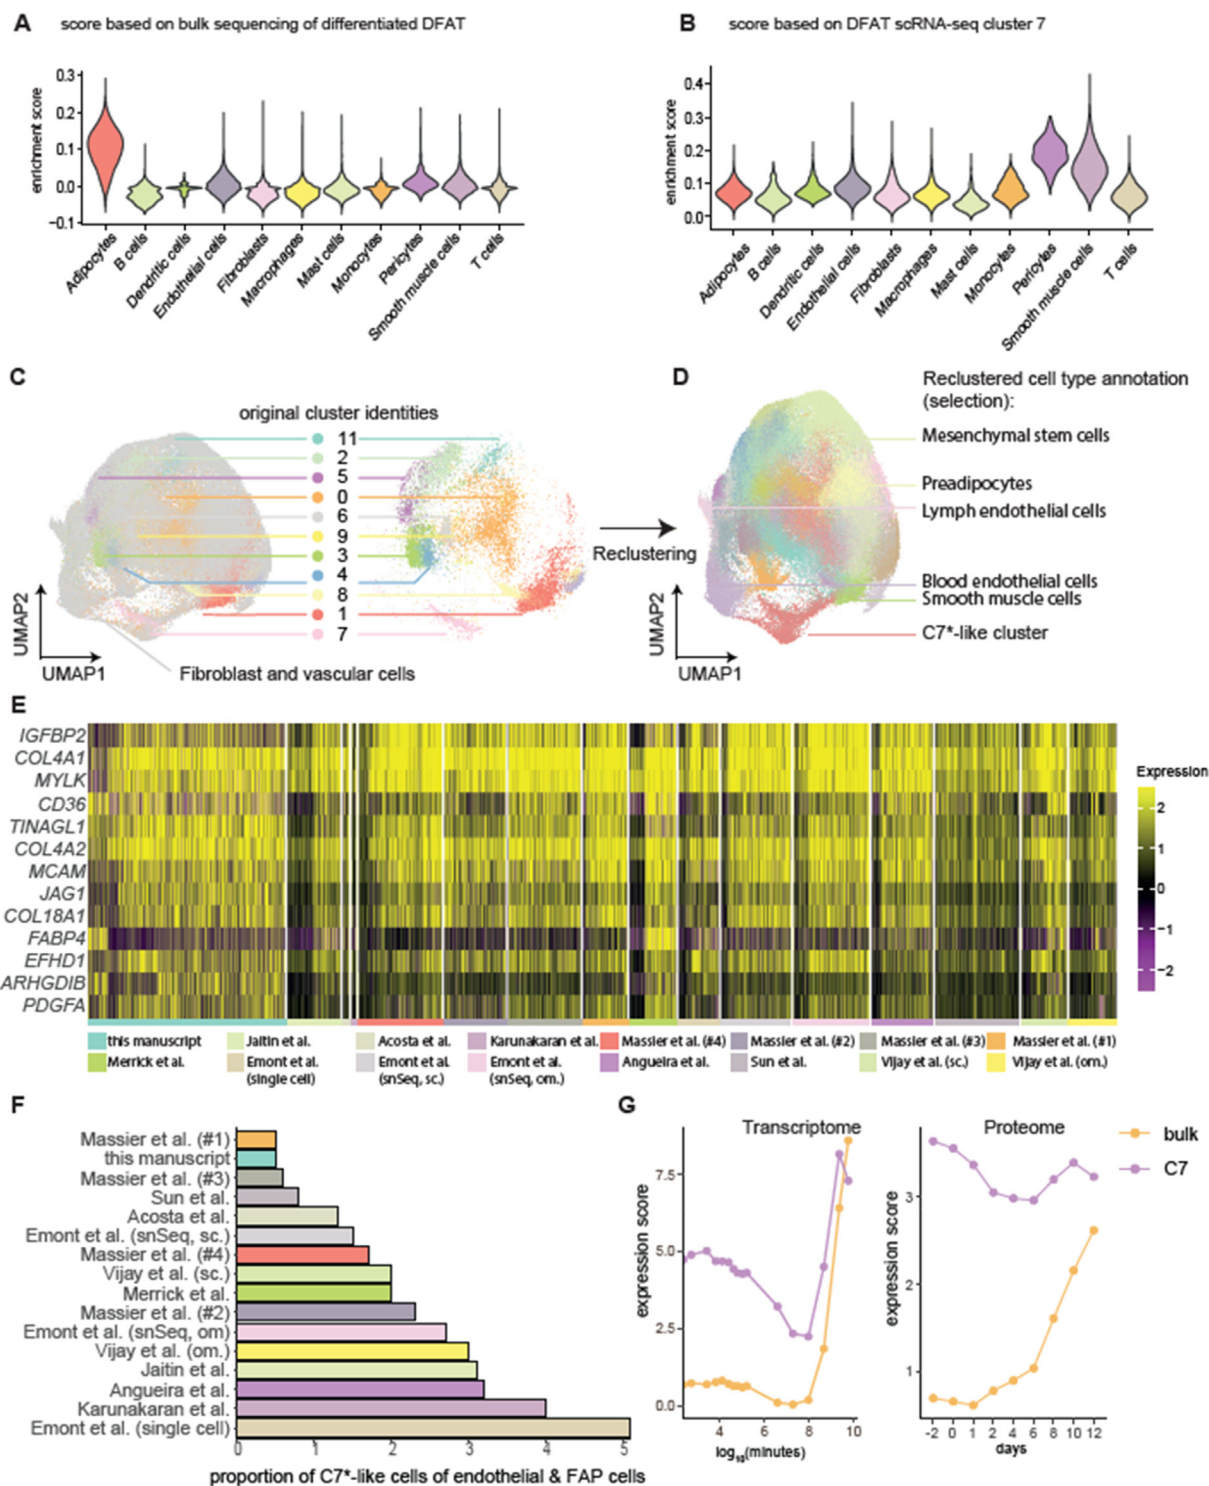 A score based on bulk sequencing of differentiated DFAT
enrichment score
0.3
0.2
0.1
0.0
−0.1
Adipocytes
B cells
Dendritic cells
Endothelial cells
Fibroblasts
Macrophages
Mast cells
Monocytes
Pericytes
Smooth muscle cells
T cells
B score based on DFAT scRNA-seq cluster 7
enrichment score
0.4
0.3
0.2
0.1
0.0
Adipocytes
B cells
Dendritic cells
Endothelial cells
Fibroblasts
Macrophages
Mast cells
Monocytes
Pericytes
Smooth muscle cells
T cells
C
original cluster identities
11
2
5
0
6
9
3
4
8
1
7
UMAP2
UMAP1
Fibroblast and vascular cells
Reclustering
D
Reclustered cell type annotation
(selection):
Mesenchymal stem cells
Preadipocytes
Lymph endothelial cells
Blood endothelial cells
Smooth muscle cells
C7*-like cluster
UMAP2
UMAP1
E
IGFBP2
COL4A1
MYLK
CD36
TINAGL1
COL4A2
MCAM
JAG1
COL18A1
FABP4
EFHD1
ARHGDIB
PDGFA
Expression
2
1
0
−1
−2
this manuscript Jaitin et al. Acosta et al. Karunakaran et al. Massier et al. (#4) Massier et al. (#2) Massier et al. (#3) Massier et al. (#1)
Merrick et al. Emont et al. Emont et al. Emont et al. Angueira et al. Sun et al. Vijay et al. (sc.) Vijay et al. (om.)
(single cell) (snSeq, sc.) (snSeq, om.)
F
Massier et al. (#1)
this manuscript
Massier et al. (#3)
Sun et al.
Acosta et al.
Emont et al. (snSeq, sc.)
Massier et al. (#4)
Vijay et al. (sc.)
Merrick et al.
Massier et al. (#2)
Emont et al. (snSeq, om)
Vijay et al. (om.)
Jaitin et al.
Angueira et al.
Karunakaran et al.
Emont et al. (single cell)
0 1 2 3 4 5
proportion of C7*-like cells of endothelial & FAP cells
G
Transcriptome
expression score
7.5
5.0
2.5
0.0
4 6 8 10
log10(minutes)
Proteome
expression score
3
2
1
-2 0 1 2 4 6 8 10 12
days
bulk
C7